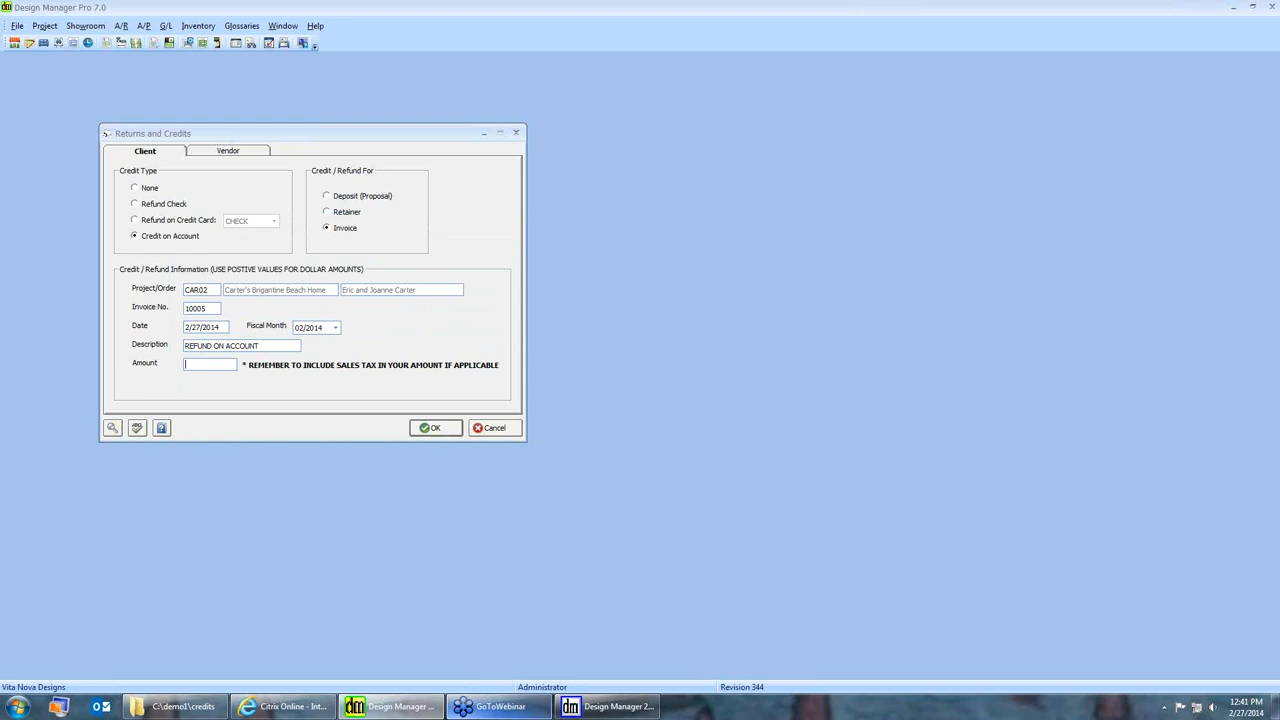 Design Manager Pro 7.0
File Project Showroom A/R A/P G/L Inventory Glossaries Window Help
Returns and Credits
Client Vendor
Credit Type Credit / Refund For
None
Deposit (Proposal)
Refund Check
Retainer
Refund on Credit Card: CHECK
Invoice
Credit on Account
Credit / Refund Information (USE POSTIVE VALUES FOR DOLLAR AMOUNTS)
Project/Order CAR02 Carter's Brigantine Beach Home Eric and Joanne Carter
Invoice No. 10005
Date 2/27/2014 Fiscal Month 02/2014
Description REFUND ON ACCOUNT
Amount * REMEMBER TO INCLUDE SALES TAX IN YOUR AMOUNT IF APPLICABLE
OK Cancel
Vita Nova Designs Administrator Revision 344
C:\demo1\credits Citrix Online - Int... Design Manager ... GoToWebinar dm Design Manager 2...
12:41 PM
2/27/2014